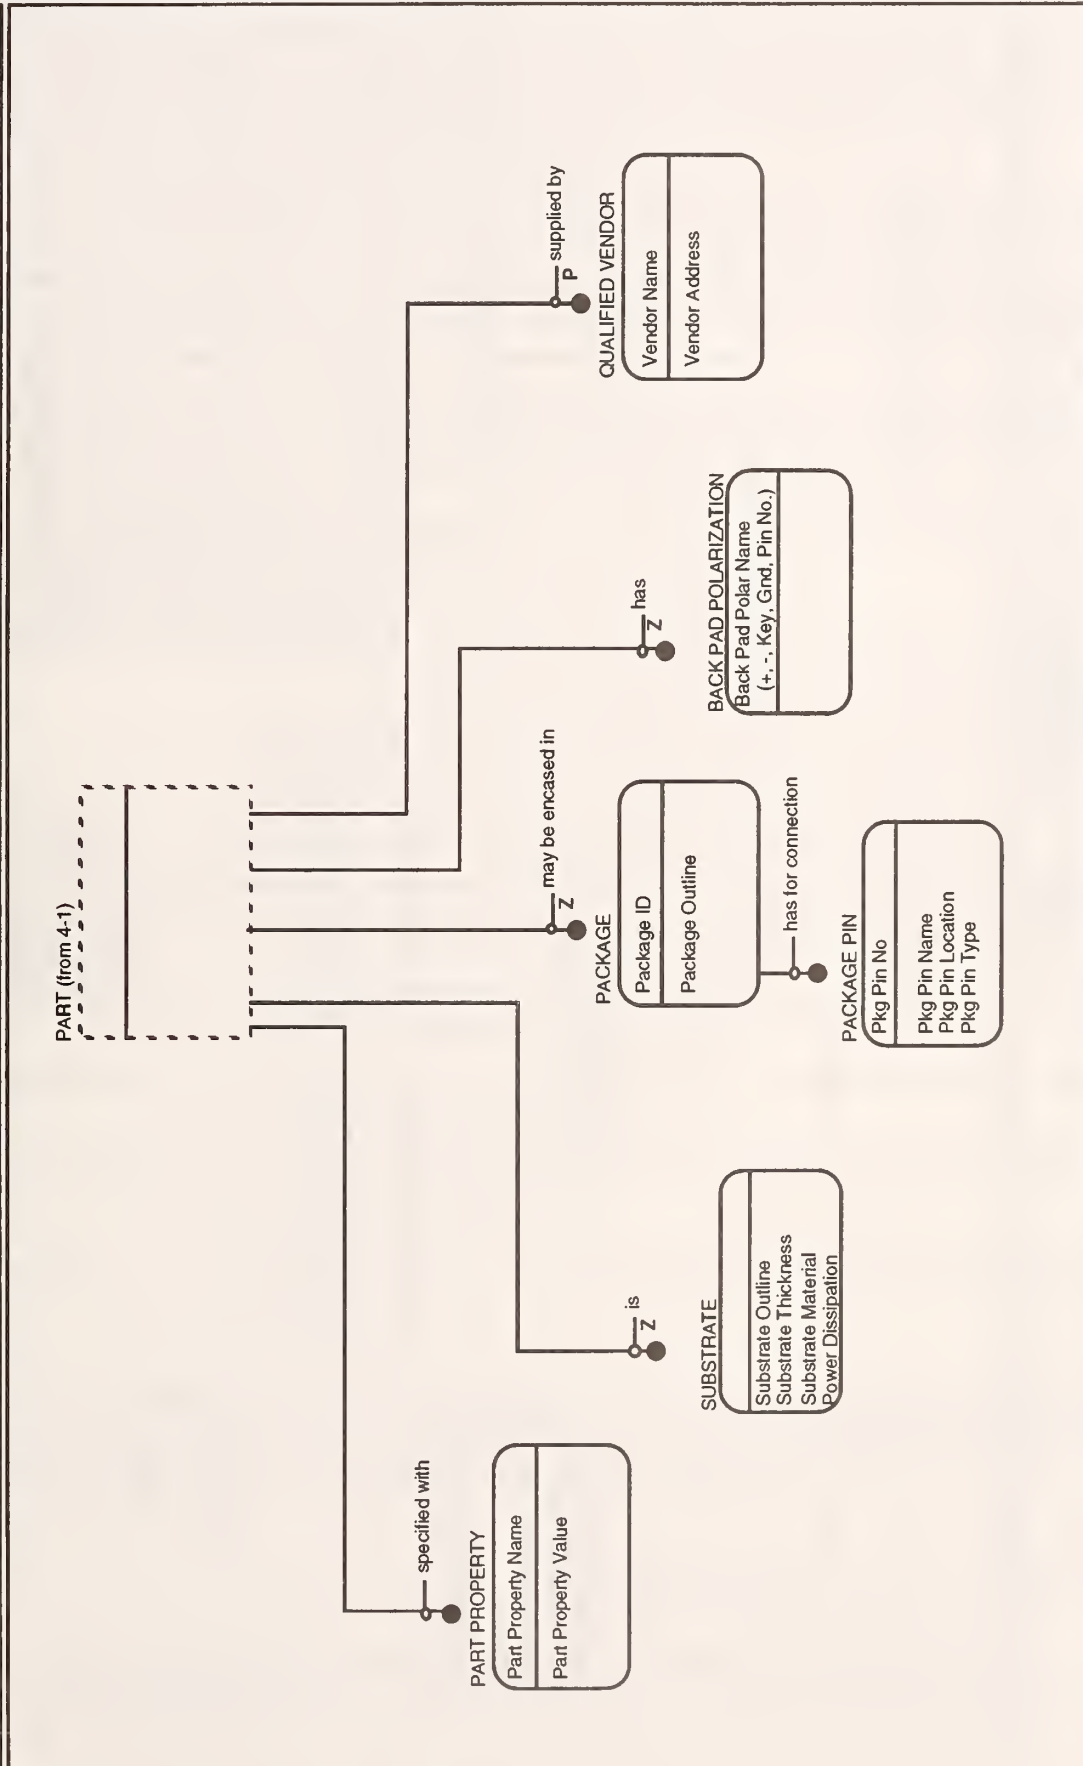 PART (from 4-1)
specified with
PART PROPERTY
Part Property Name
Part Property Value
is
Z
SUBSTRATE
Substrate Outline
Substrate Thickness
Substrate Material
Power Dissipation
may be encased in
Z
PACKAGE
Package ID
Package Outline
has for connection
PACKAGE PIN
Pkg Pin No
Pkg Pin Name
Pkg Pin Location
Pkg Pin Type
has
Z
BACK PAD POLARIZATION
Back Pad Polar Name
(+, -, Key, Gnd, Pin No.)
supplied by
P
QUALIFIED VENDOR
Vendor Name
Vendor Address